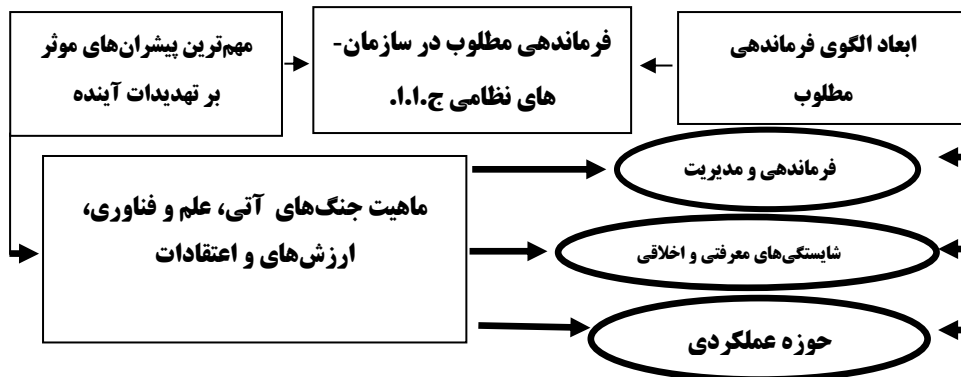 ابعاد الگوی فرماندهی
مطلوب
فرماندهی مطلوب در سازمان-
های نظامی ج.ا.ا.
مهم‌ترین پیشران‌های موثر
بر تهدیدات آینده
فرماندهی و مدیریت
شایستگی‌های معرفتی و اخلاقی
حوزه عملکردی
ماهیت جنگ‌های آتی، علم و فناوری،
ارزش‌های و اعتقادات